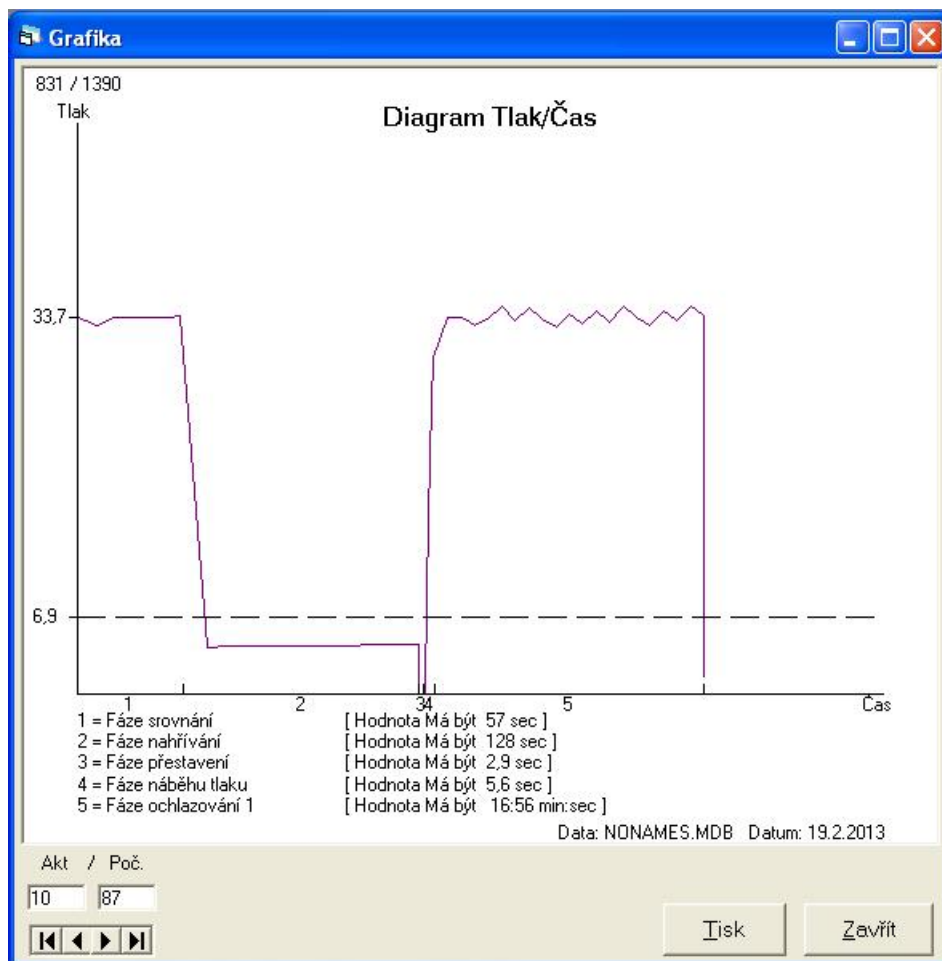 Grafika
831 / 1390
Tlak
Diagram Tlak/Čas
33,7
6,9
1 2 3 4 5 Čas
1 = Fáze srovnání [ Hodnota Má být 57 sec ]
2 = Fáze nahřívání [ Hodnota Má být 128 sec ]
3 = Fáze přestavení [ Hodnota Má být 2,9 sec ]
4 = Fáze náběhu tlaku [ Hodnota Má být 5,6 sec ]
5 = Fáze ochlazování 1 [ Hodnota Má být 16:56 min:sec ]
Data: NONAMES.MDB Datum: 19.2.2013
Akt / Poč.
10 87
Tisk Zavřít